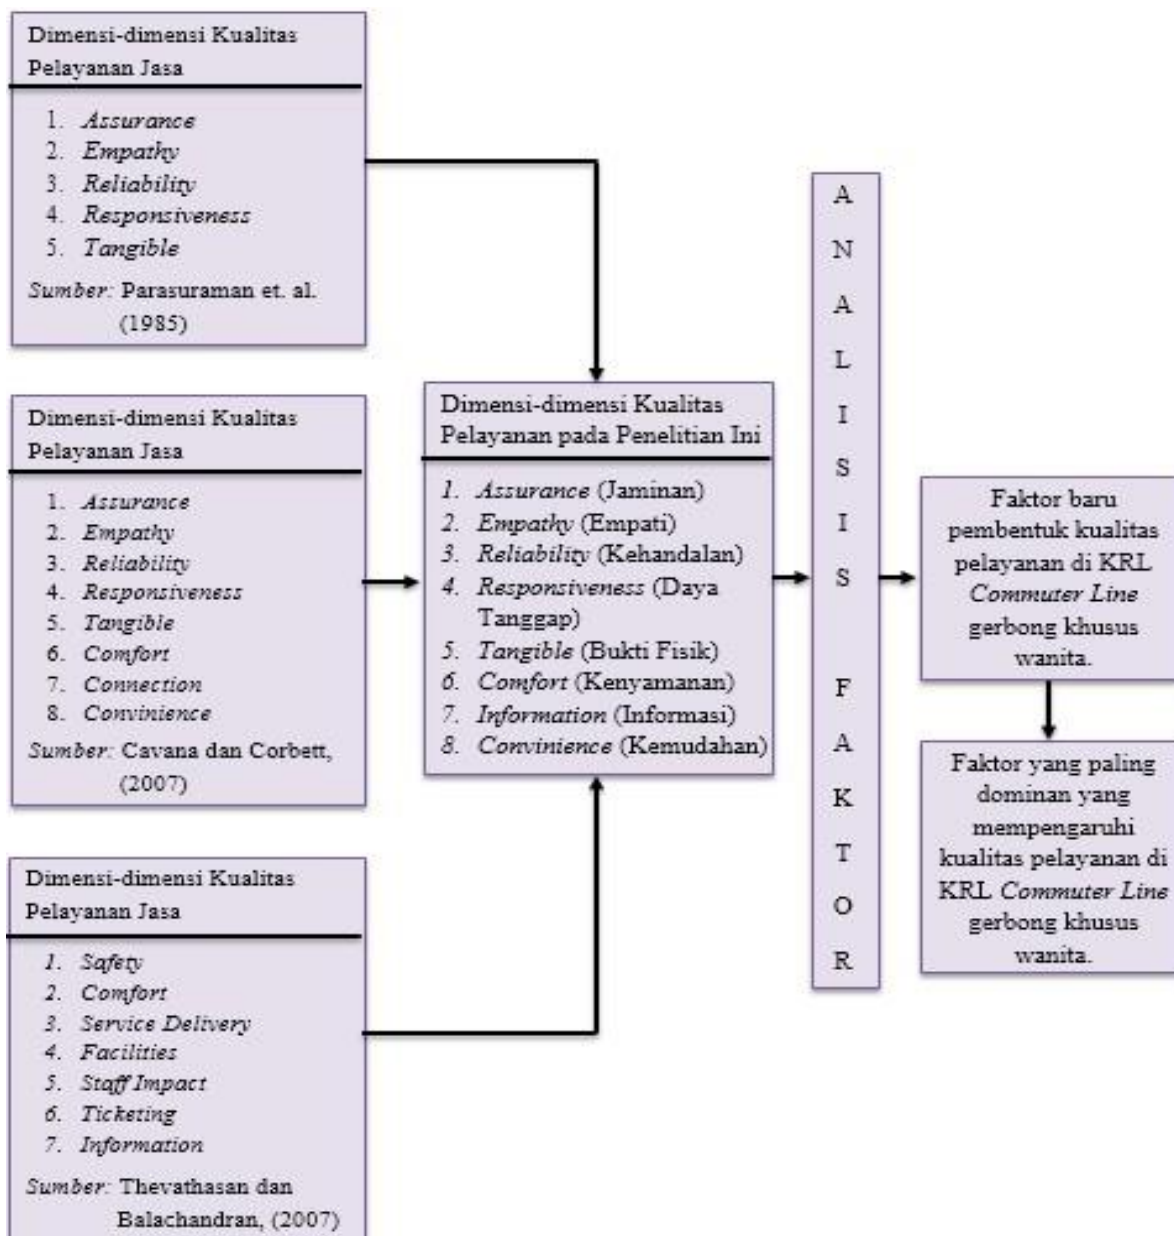 Dimensi-dimensi Kualitas
Pelayanan Jasa
1. Assurance
2. Empathy
3. Reliability
4. Responsiveness
5. Tangible
Sumber: Parasuraman et. al.
(1985)
Dimensi-dimensi Kualitas
Pelayanan Jasa
1. Assurance
2. Empathy
3. Reliability
4. Responsiveness
5. Tangible
6. Comfort
7. Connection
8. Convinience
Sumber: Cavana dan Corbett,
(2007)
Dimensi-dimensi Kualitas
Pelayanan Jasa
1. Safety
2. Comfort
3. Service Delivery
4. Facilities
5. Staff Impact
6. Ticketing
7. Information
Sumber: Thevathasan dan
Balachandran, (2007)
Dimensi-dimensi Kualitas
Pelayanan pada Penelitian Ini
1. Assurance (Jaminan)
2. Empathy (Empati)
3. Reliability (Kehandalan)
4. Responsiveness (Daya
Tanggap)
5. Tangible (Bukti Fisik)
6. Comfort (Kenyamanan)
7. Information (Informasi)
8. Convinience (Kemudahan)
A
N
A
L
I
S
I
S
F
A
K
T
O
R
Faktor baru
pembentuk kualitas
pelayanan di KRL
Commuter Line
gerbong khusus
wanita.
Faktor yang paling
dominan yang
mempengaruhi
kualitas pelayanan di
KRL Commuter Line
gerbong khusus
wanita.